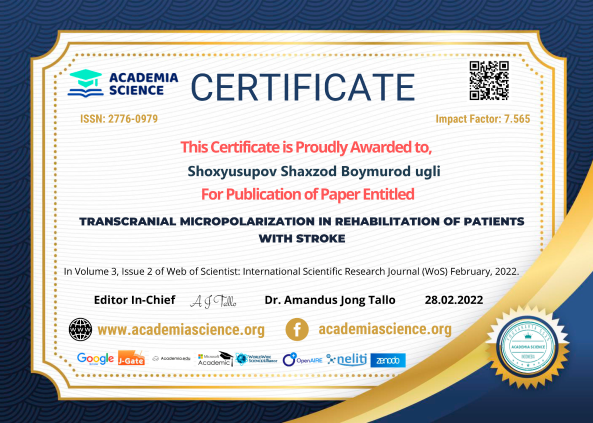 ACADEMIA
SCIENCE
CERTIFICATE
ISSN: 2776-0979
Impact Factor: 7.565
This Certificate is Proudly Awarded to,
Shoxyusupov Shaxzod Boymurod ugli
For Publication of Paper Entitled
TRANSCRANIAL MICROPOLARIZATION IN REHABILITATION OF PATIENTS
WITH STROKE
In Volume 3, Issue 2 of Web of Scientist: International Scientific Research Journal (WoS) February, 2022.
Editor In-Chief A J Tallo Dr. Amandus Jong Tallo 28.02.2022
WWW www.academiascience.org f academiascience.org
Google J-Gate Academia.edu Microsoft Academic OpenAIRE neliti zenodo
ACADEMIA SCIENCE